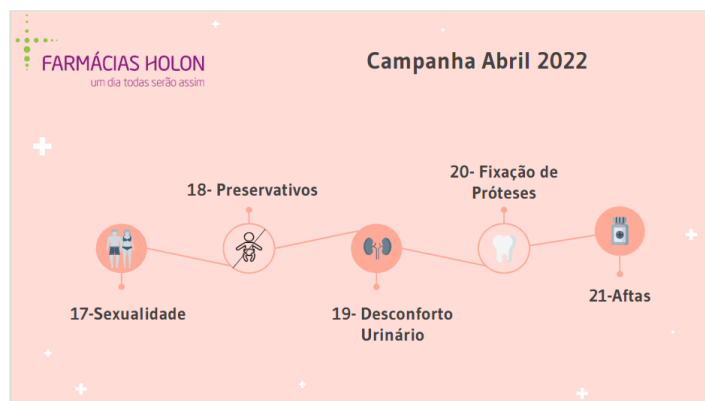 FARMÁCIAS HOLON
um dia todas serão assim
Campanha Abril 2022
17-Sexualidade
18- Preservativos
19- Desconforto
Urinário
20- Fixação de
Próteses
21-Aftas